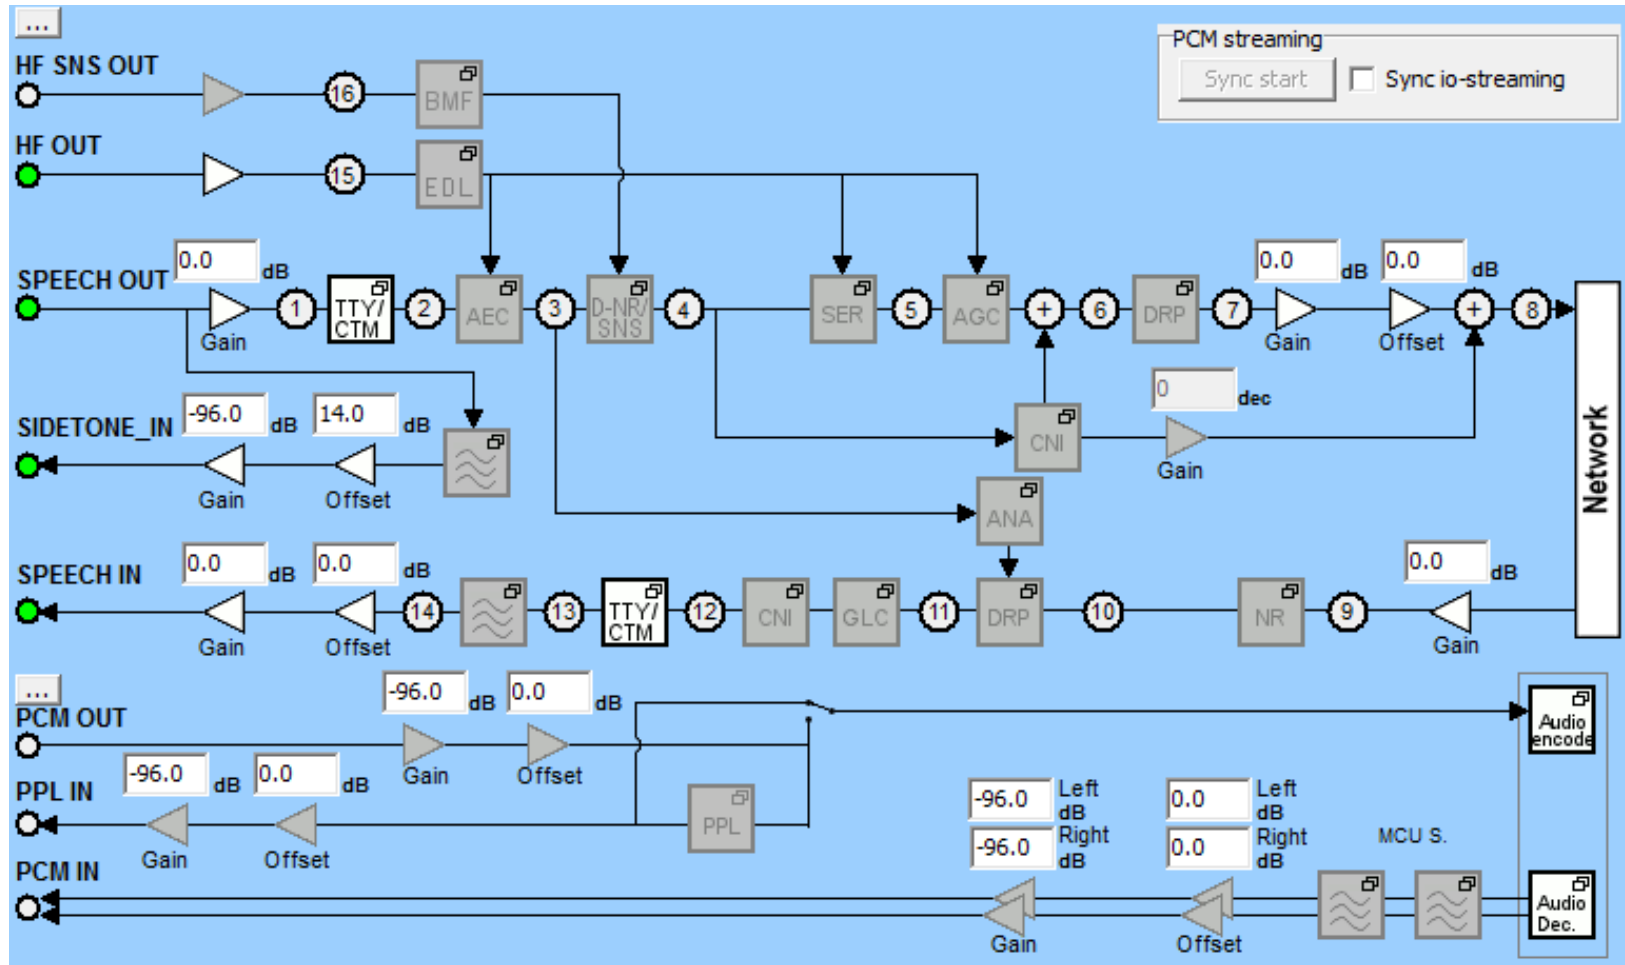 ...
PCM streaming
Sync start
Sync io-streaming
HF SNS OUT
16
BMF
HF OUT
15
EDL
SPEECH OUT
0.0
dB
Gain
1
TTY/
CTM
2
AEC
3
D-NR/
SNS
4
SER
5
AGC
+
6
DRP
7
0.0
dB
Gain
0.0
dB
Offset
+
8
Network
SIDETONE_IN
-96.0
dB
Gain
14.0
dB
Offset
CNI
0
dec
Gain
ANA
SPEECH IN
0.0
dB
Gain
0.0
dB
Offset
14
13
TTY/
CTM
12
CNI
GLC
11
DRP
10
NR
9
0.0
dB
Gain
...
PCM OUT
-96.0
dB
Gain
0.0
dB
Offset
Audio
encode
PPL IN
-96.0
dB
Gain
0.0
dB
Offset
PPL
PCM IN
-96.0
Left
dB
-96.0
Right
dB
Gain
0.0
Left
dB
0.0
Right
dB
Offset
MCU S.
Audio
Dec.